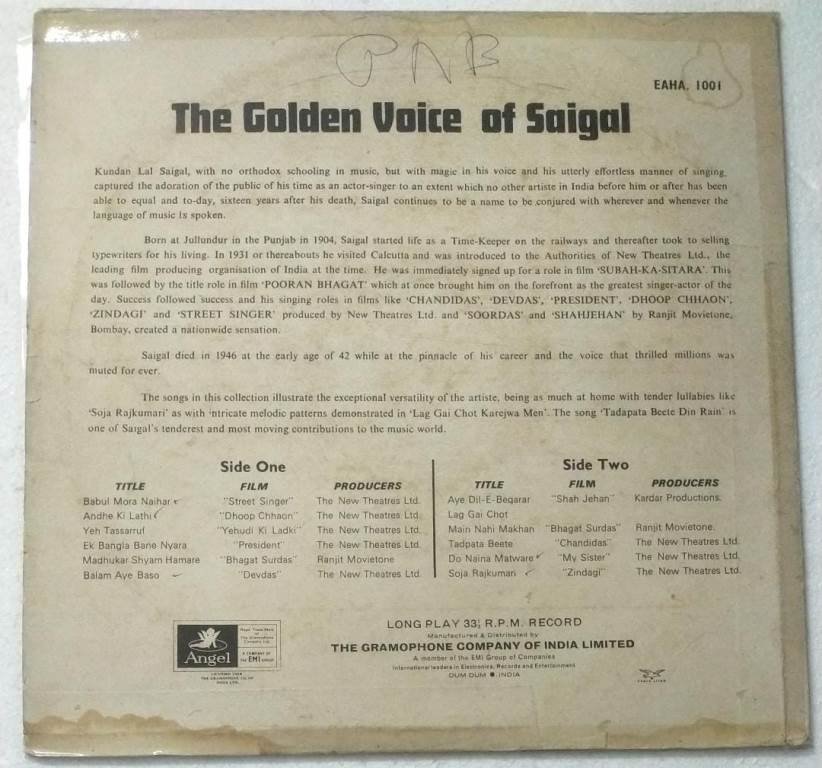 PNB
EAHA. 1001
The Golden Voice of Saigal
Kundan Lal Saigal, with no orthodox schooling in music, but with magic in his voice and his utterly effortless manner of singing,
captured the adoration of the public of his time as an actor-singer to an extent which no other artiste in India before him or after has been
able to equal and to-day, sixteen years after his death, Saigal continues to be a name to be conjured with wherever and whenever the
language of music is spoken.
Born at Jullundur in the Punjab in 1904, Saigal started life as a Time-Keeper on the railways and thereafter took to selling
typewriters for his living. In 1931 or thereabouts he visited Calcutta and was introduced to the Authorities of New Theatres Ltd., the
leading film producing organisation of India at the time. He was immediately signed up for a role in film 'SUBAH-KA-SITARA'. This
was followed by the title role in film 'POORAN BHAGAT' which at once brought him on the forefront as the greatest singer-actor of the
day. Success followed success and his singing roles in films like 'CHANDIDAS', 'DEVDAS', 'PRESIDENT', 'DHOOP CHHAON',
'ZINDAGI' and 'STREET SINGER' produced by New Theatres Ltd. and 'SOORDAS' and 'SHAHJEHAN' by Ranjit Movietone,
Bombay, created a nationwide sensation.
Saigal died in 1946 at the early age of 42 while at the pinnacle of his career and the voice that thrilled millions was
muted for ever.
The songs in this collection illustrate the exceptional versatility of the artiste, being as much at home with tender lullabies like
'Soja Rajkumari' as with intricate melodic patterns demonstrated in 'Lag Gai Chot Karejwa Men'. The song 'Tadapata Beete Din Rain' is
one of Saigal's tenderest and most moving contributions to the music world.
Side One
TITLE FILM PRODUCERS
Babul Mora Naihar "Street Singer" The New Theatres Ltd.
Andhe Ki Lathi "Dhoop Chhaon" The New Theatres Ltd.
Yeh Tassarruf "Yehudi Ki Ladki" The New Theatres Ltd.
Ek Bangla Bane Nyara "President" The New Theatres Ltd.
Madhukar Shyam Hamare "Bhagat Surdas" Ranjit Movietone
Balam Aye Baso "Devdas" The New Theatres Ltd.
Side Two
TITLE FILM PRODUCERS
Aye Dil-E-Beqarar "Shah Jehan" Kardar Productions.
Lag Gai Chot
Main Nahi Makhan "Bhagat Surdas" Ranjit Movietone.
Tadpata Beete "Chandidas" The New Theatres Ltd.
Do Naina Matware "My Sister" The New Theatres Ltd.
Soja Rajkumari "Zindagi" The New Theatres Ltd.
Angel
A COMPANY OF
THE EMI GROUP
LONG PLAY 33⅓ R.P.M. RECORD
Manufactured & Distributed by
THE GRAMOPHONE COMPANY OF INDIA LIMITED
A member of the EMI Group of Companies
International leaders in Electronics, Records and Entertainment
DUM DUM ● INDIA